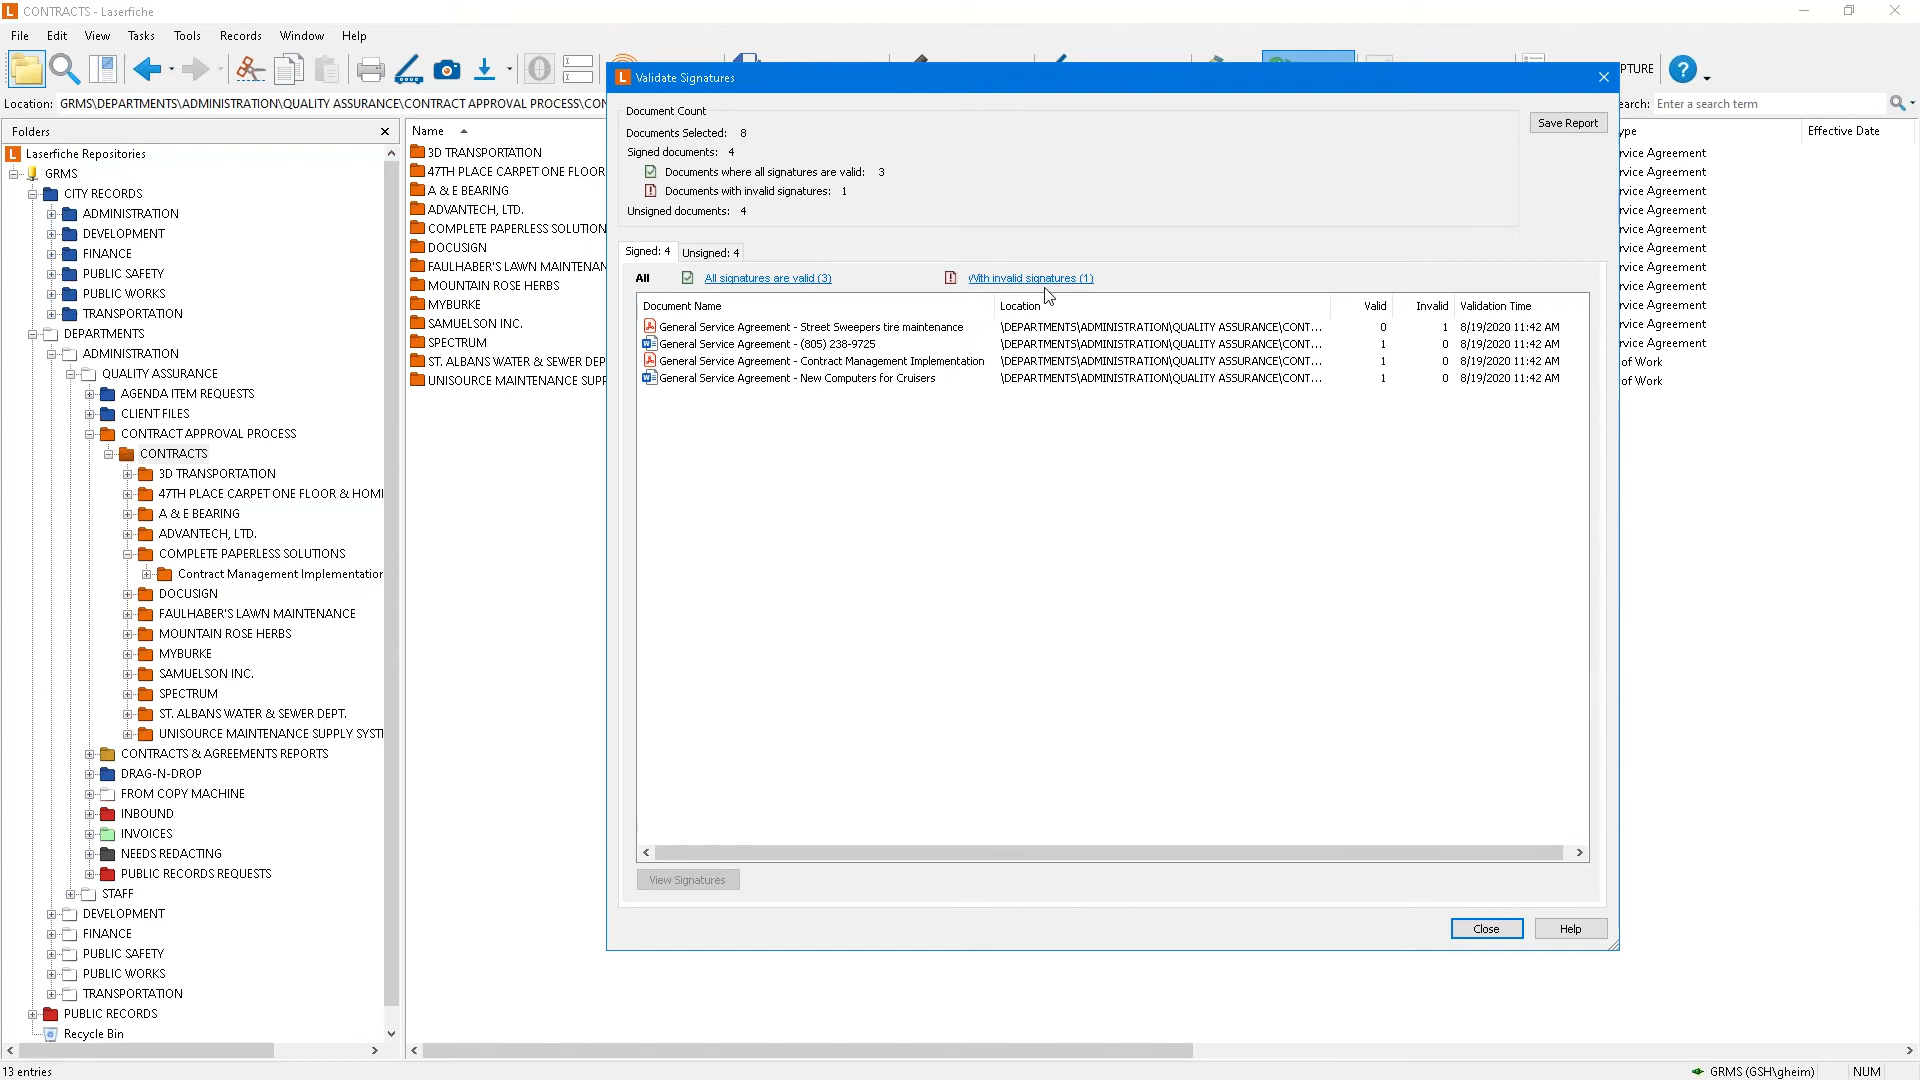 CONTRACTS - Laserfiche
File Edit View Tasks Tools Records Window Help
PTURE
Location: GRMS\DEPARTMENTS\ADMINISTRATION\QUALITY ASSURANCE\CONTRACT APPROVAL PROCESS\CON
earch: Enter a search term
Folders
Laserfiche Repositories
GRMS
CITY RECORDS
ADMINISTRATION
DEVELOPMENT
FINANCE
PUBLIC SAFETY
PUBLIC WORKS
TRANSPORTATION
DEPARTMENTS
ADMINISTRATION
QUALITY ASSURANCE
AGENDA ITEM REQUESTS
CLIENT FILES
CONTRACT APPROVAL PROCESS
CONTRACTS
3D TRANSPORTATION
47TH PLACE CARPET ONE FLOOR & HOMI
A & E BEARING
ADVANTECH, LTD.
COMPLETE PAPERLESS SOLUTIONS
Contract Management Implementation
DOCUSIGN
FAULHABER'S LAWN MAINTENANCE
MOUNTAIN ROSE HERBS
MYBURKE
SAMUELSON INC.
SPECTRUM
ST. ALBANS WATER & SEWER DEPT.
UNISOURCE MAINTENANCE SUPPLY SYSTI
CONTRACTS & AGREEMENTS REPORTS
DRAG-N-DROP
FROM COPY MACHINE
INBOUND
INVOICES
NEEDS REDACTING
PUBLIC RECORDS REQUESTS
STAFF
DEVELOPMENT
FINANCE
PUBLIC SAFETY
PUBLIC WORKS
TRANSPORTATION
PUBLIC RECORDS
Recycle Bin
Name
3D TRANSPORTATION
47TH PLACE CARPET ONE FLOOR
A & E BEARING
ADVANTECH, LTD.
COMPLETE PAPERLESS SOLUTION
DOCUSIGN
FAULHABER'S LAWN MAINTENAN
MOUNTAIN ROSE HERBS
MYBURKE
SAMUELSON INC.
SPECTRUM
ST. ALBANS WATER & SEWER DEP
UNISOURCE MAINTENANCE SUPP
Validate Signatures
Document Count
Save Report
Documents Selected: 8
Signed documents: 4
Documents where all signatures are valid: 3
Documents with invalid signatures: 1
Unsigned documents: 4
Signed: 4 Unsigned: 4
All All signatures are valid (3) With invalid signatures (1)
Document Name Location Valid Invalid Validation Time
General Service Agreement - Street Sweepers tire maintenance \DEPARTMENTS\ADMINISTRATION\QUALITY ASSURANCE\CONT... 0 1 8/19/2020 11:42 AM
General Service Agreement - (805) 238-9725 \DEPARTMENTS\ADMINISTRATION\QUALITY ASSURANCE\CONT... 1 0 8/19/2020 11:42 AM
General Service Agreement - Contract Management Implementation \DEPARTMENTS\ADMINISTRATION\QUALITY ASSURANCE\CONT... 1 0 8/19/2020 11:42 AM
General Service Agreement - New Computers for Cruisers \DEPARTMENTS\ADMINISTRATION\QUALITY ASSURANCE\CONT... 1 0 8/19/2020 11:42 AM
View Signatures
Close Help
ype Effective Date
rvice Agreement
rvice Agreement
rvice Agreement
rvice Agreement
rvice Agreement
rvice Agreement
rvice Agreement
rvice Agreement
rvice Agreement
rvice Agreement
rvice Agreement
of Work
of Work
13 entries
GRMS (GSH\gheim) NUM